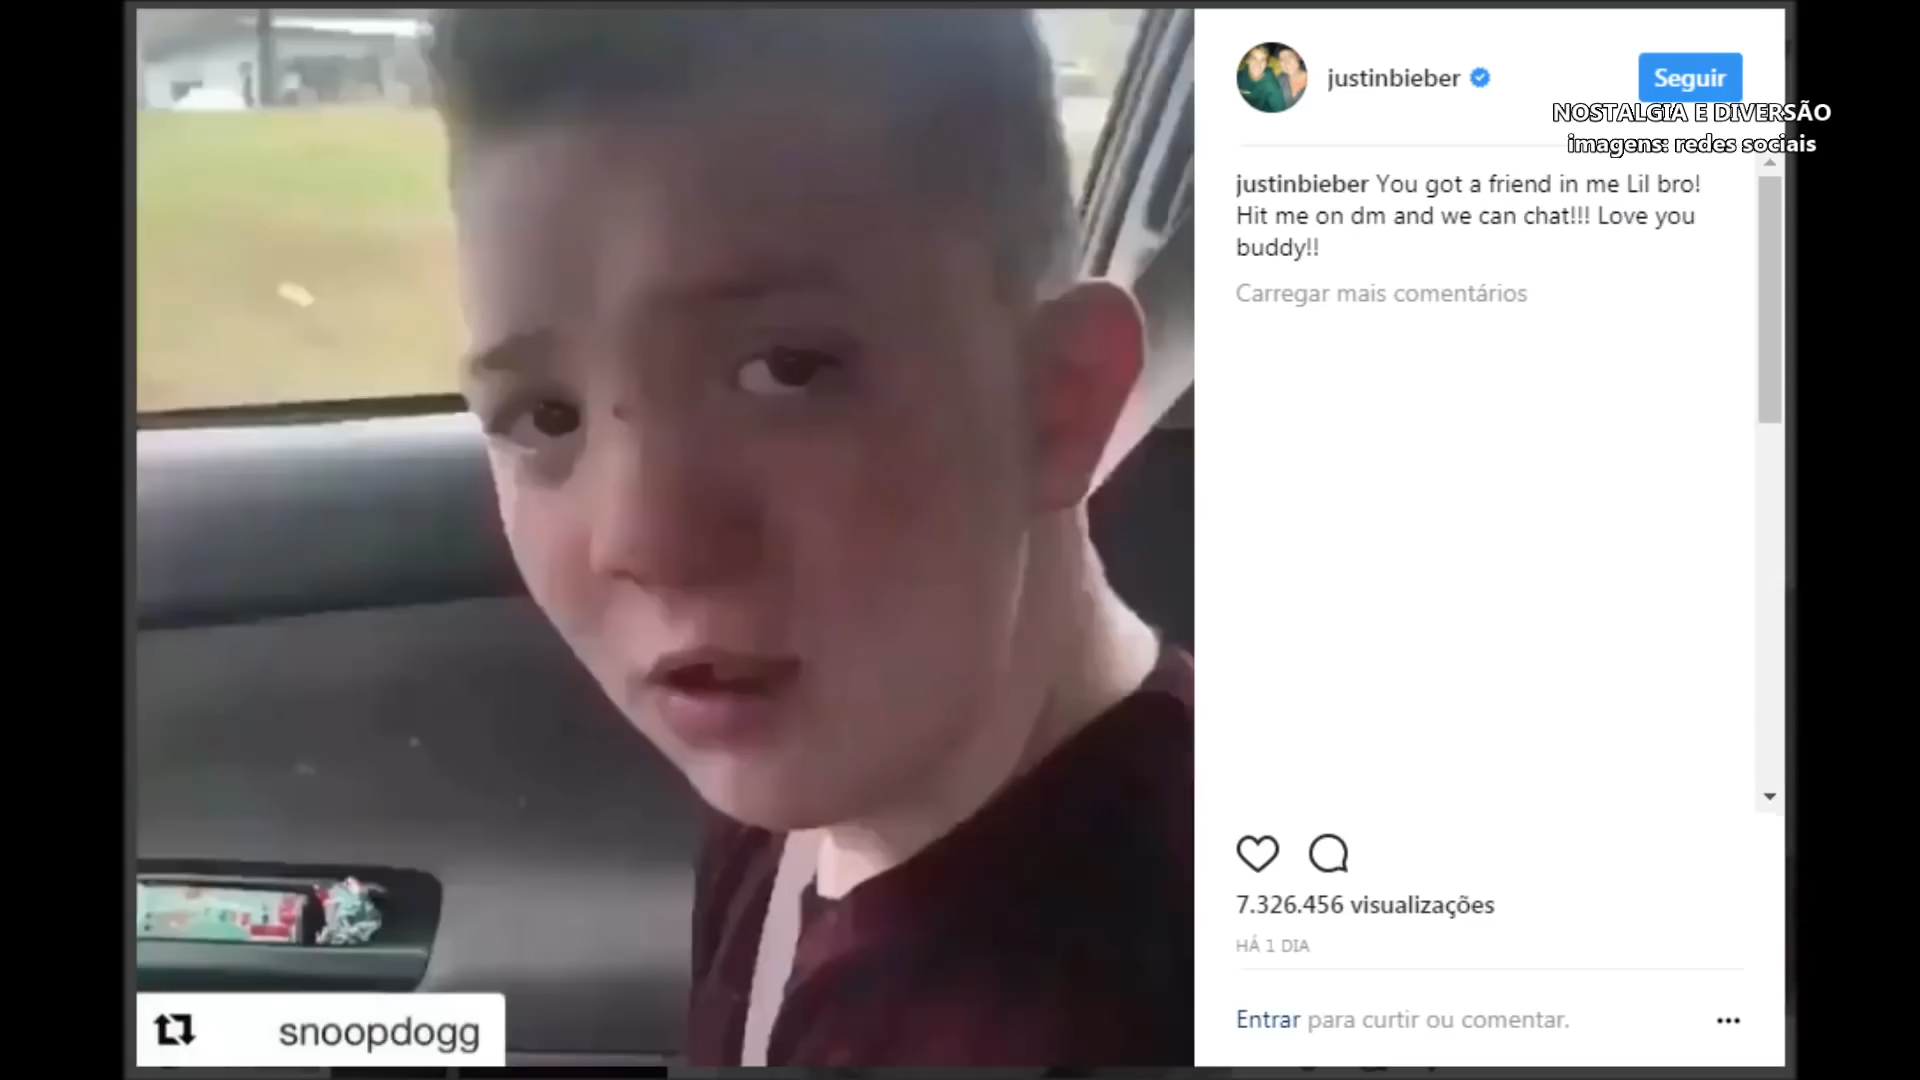 justinbieber
Seguir
NOSTALGIA E DIVERSÃO
imagens: redes sociais
justinbieber You got a friend in me Lil bro!
Hit me on dm and we can chat!!! Love you
buddy!!
Carregar mais comentários
7.326.456 visualizações
HÁ 1 DIA
Entrar para curtir ou comentar.
snoopdogg